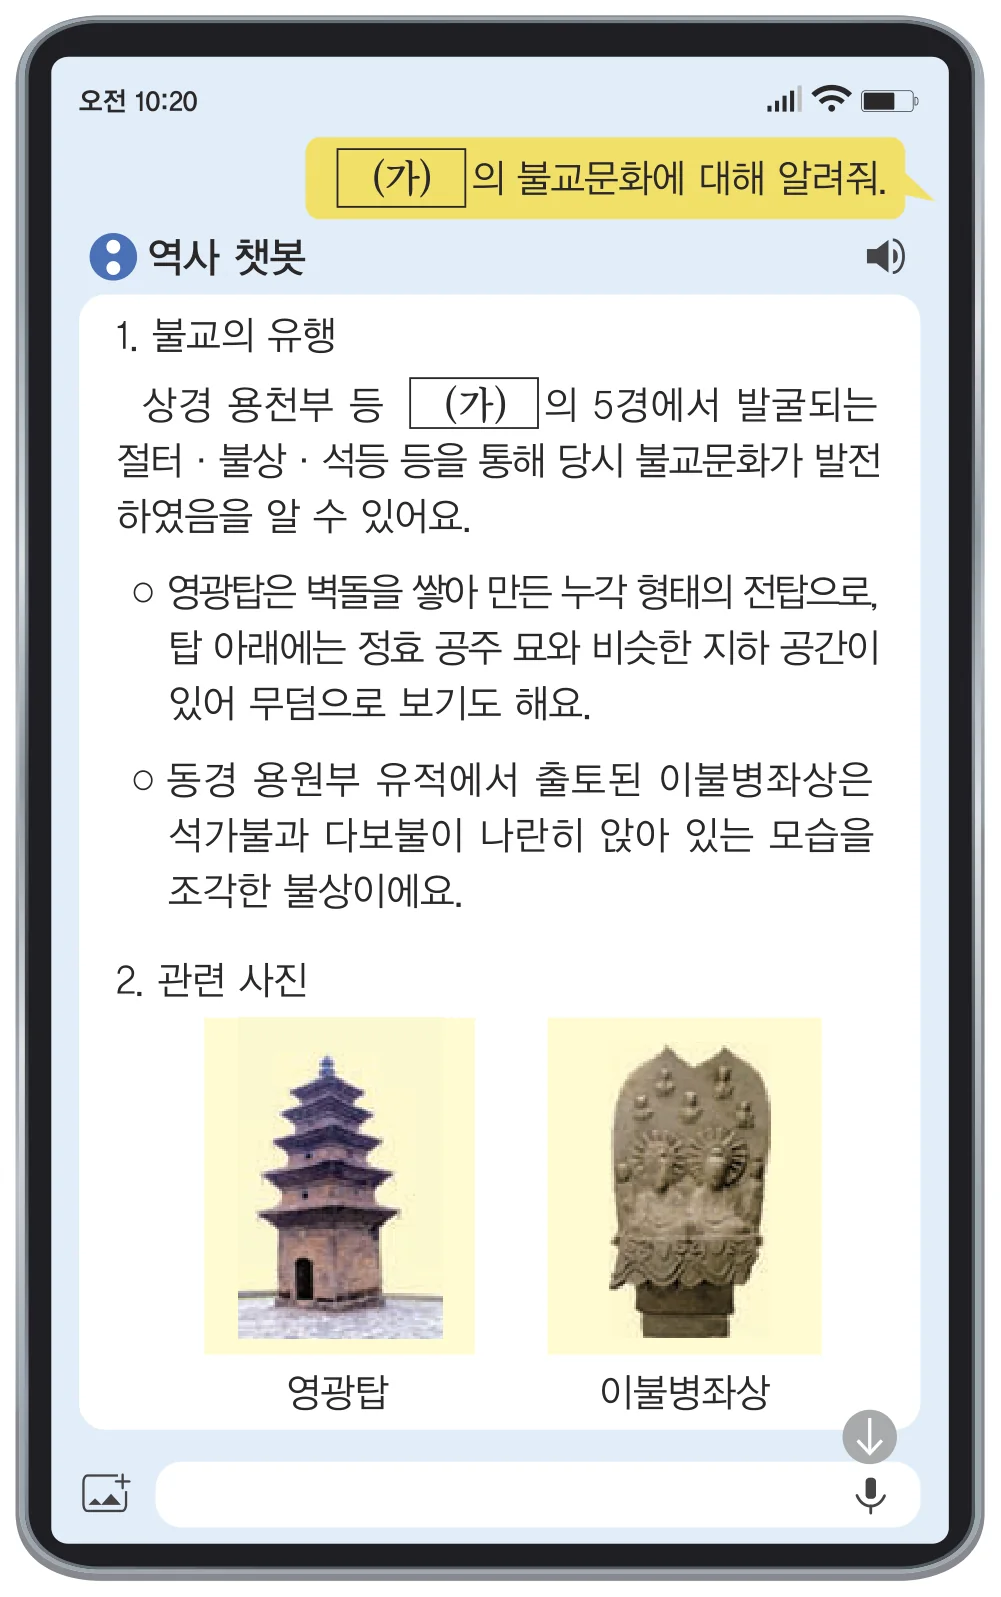 오전 10:20
(가)의 불교문화에 대해 알려줘.
역사 챗봇
1. 불교의 유행
상경 용천부 등 (가)의 5경에서 발굴되는
절터 · 불상 · 석등 등을 통해 당시 불교문화가 발전
하였음을 알 수 있어요.
○ 영광탑은 벽돌을 쌓아 만든 누각 형태의 전탑으로,
탑 아래에는 정효 공주 묘와 비슷한 지하 공간이
있어 무덤으로 보기도 해요.
○ 동경 용원부 유적에서 출토된 이불병좌상은
석가불과 다보불이 나란히 앉아 있는 모습을
조각한 불상이에요.
2. 관련 사진
영광탑
이불병좌상